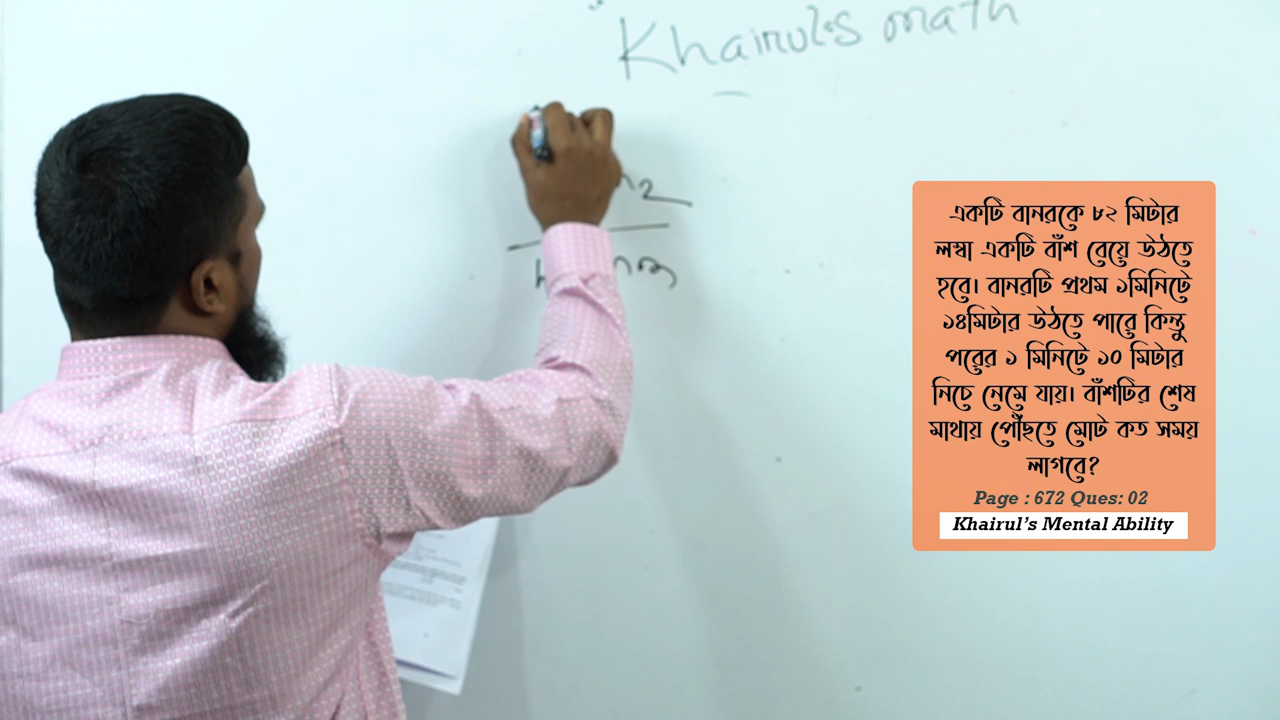 Khairul's math
একটি বানরকে ৮২ মিটার
লম্বা একটি বাঁশ বেয়ে উঠতে
হবে। বানরটি প্রথম ১মিনিটে
১৪মিটার উঠতে পারে কিন্তু
পরের ১ মিনিটে ১০ মিটার
নিচে নেমে যায়। বাঁশটির শেষ
মাথায় পৌঁছতে মোট কত সময়
লাগবে?
Page : 672 Ques: 02
Khairul's Mental Ability